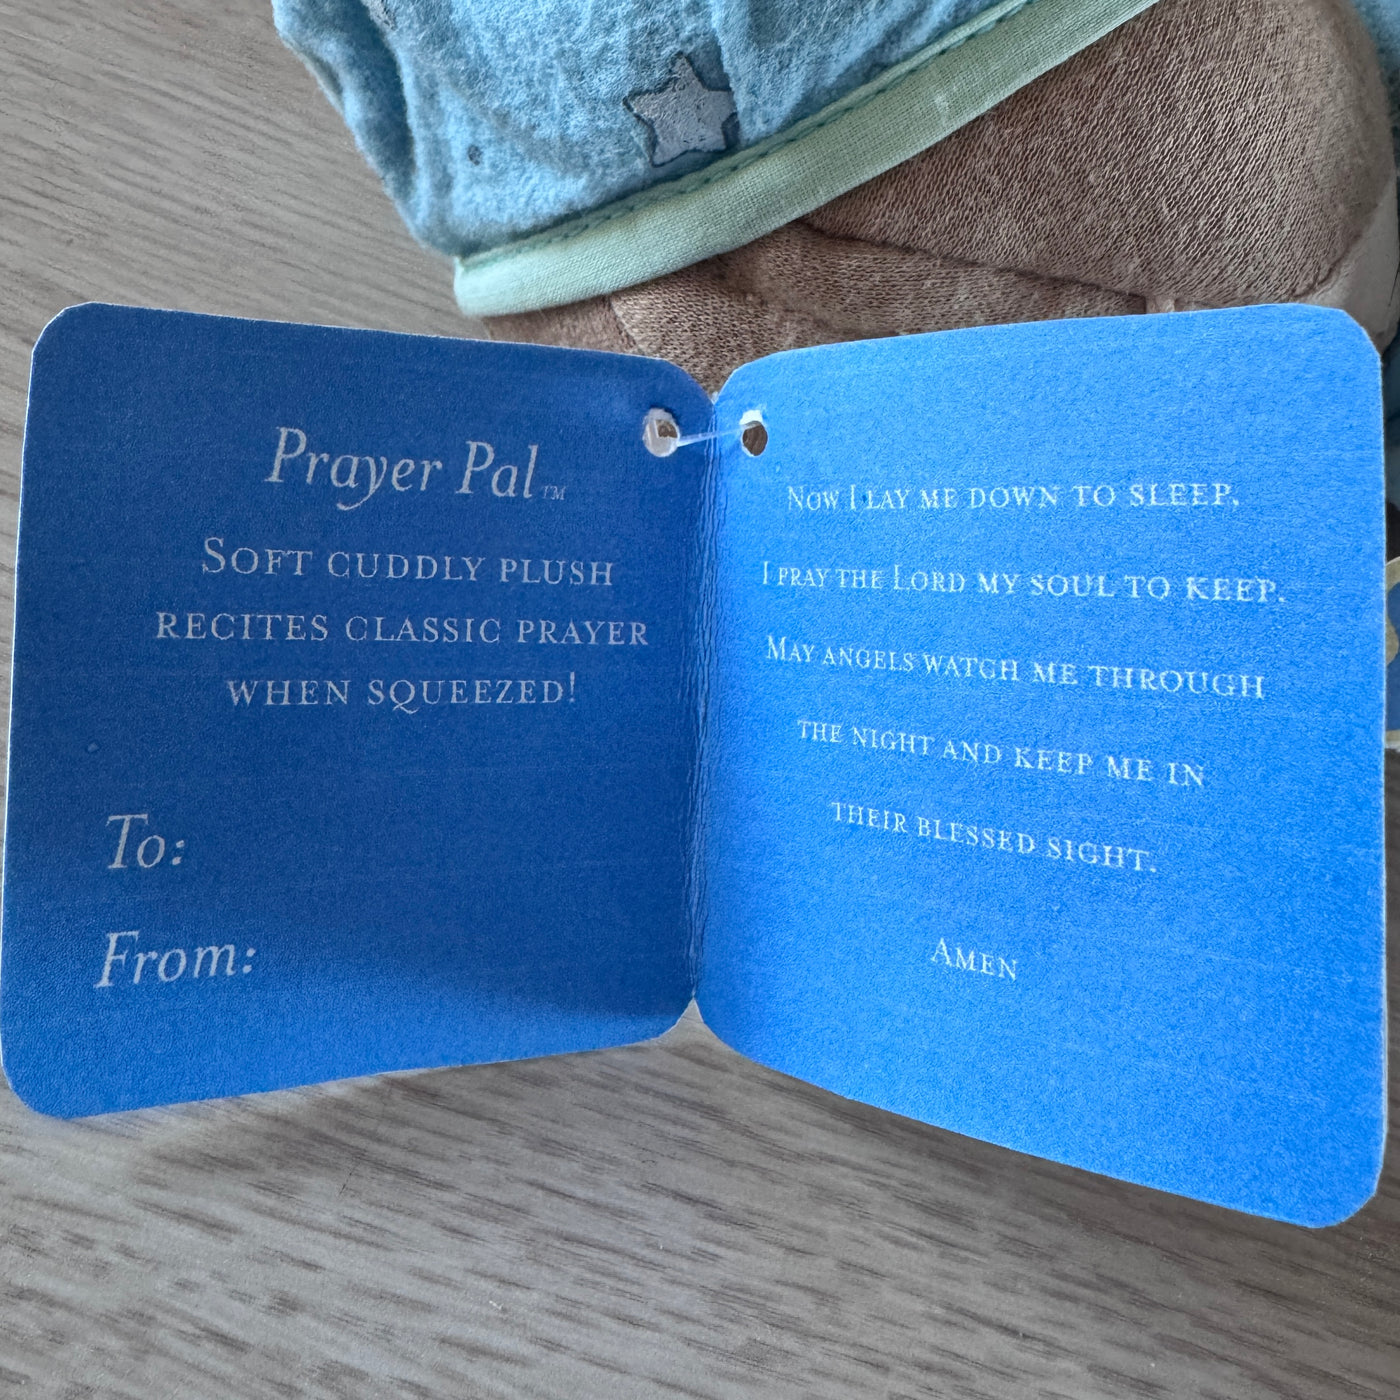 Prayer Pal™
SOFT CUDDLY PLUSH
RECITES CLASSIC PRAYER
WHEN SQUEEZED!
To:
From:
NOW I LAY ME DOWN TO SLEEP,
I PRAY THE LORD MY SOUL TO KEEP.
MAY ANGELS WATCH ME THROUGH
THE NIGHT AND KEEP ME IN
THEIR BLESSED SIGHT.
AMEN